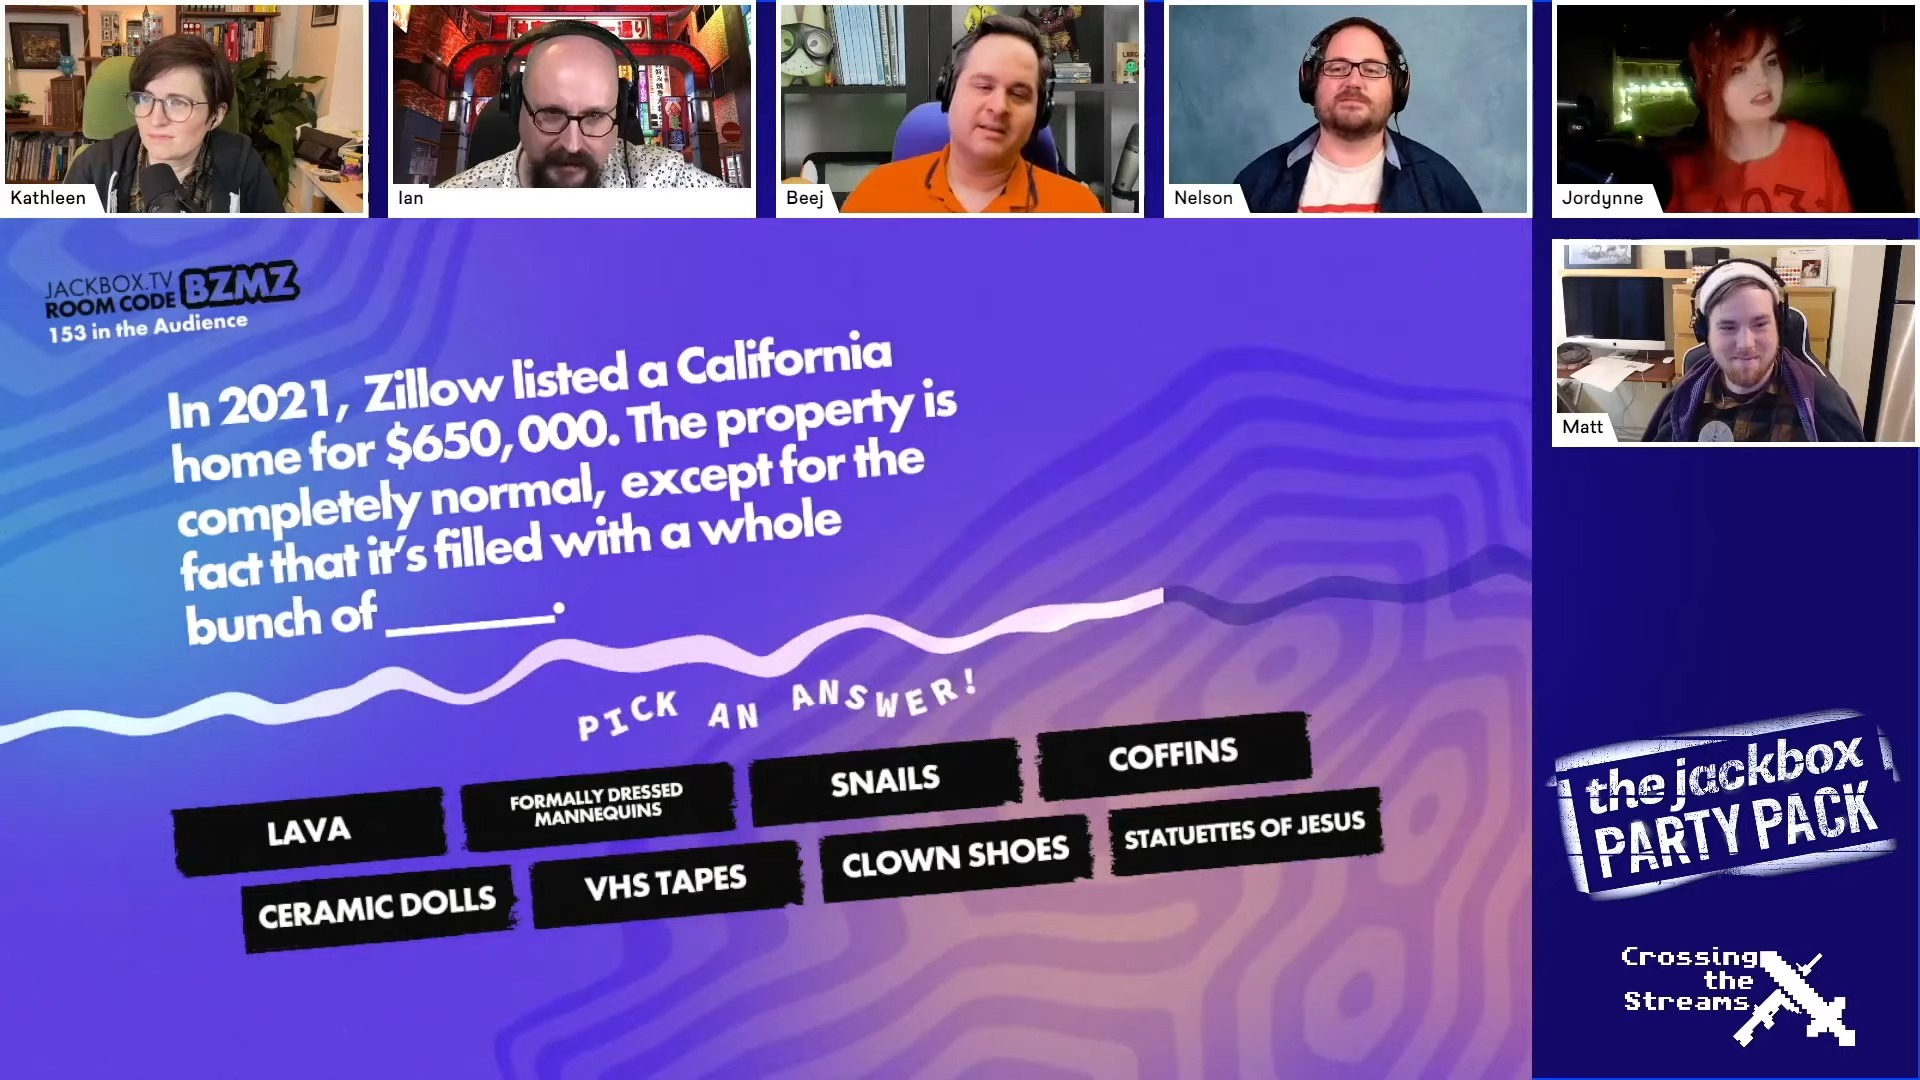 Kathleen
Ian
Beej
Nelson
Jordynne
JACKBOX.TV
ROOM CODE BZMZ
153 in the Audience
Matt
In 2021, Zillow listed a California
home for $650,000. The property is
completely normal, except for the
fact that it's filled with a whole
bunch of ________.
PICK AN ANSWER!
LAVA
FORMALLY DRESSED
MANNEQUINS
SNAILS
COFFINS
CERAMIC DOLLS
VHS TAPES
CLOWN SHOES
STATUETTES OF JESUS
the jackbox
PARTY PACK
Crossing
the
Streams